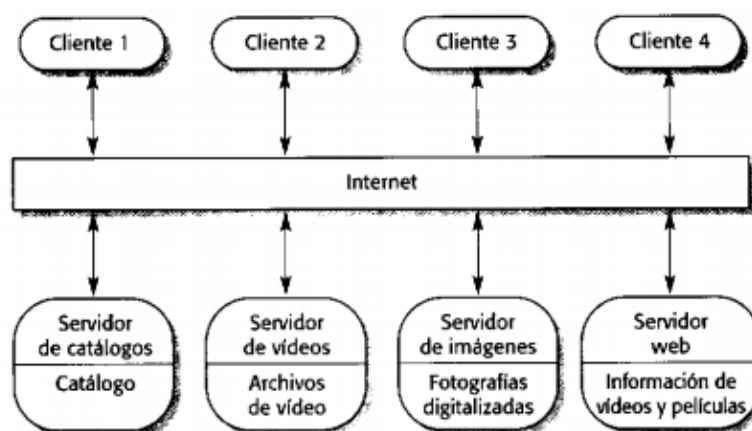 Cliente 1
Cliente 2
Cliente 3
Cliente 4
Internet
Servidor
de catálogos
Catálogo
Servidor
de vídeos
Archivos
de vídeo
Servidor
de imágenes
Fotografías
digitalizadas
Servidor
web
Información de
vídeos y películas